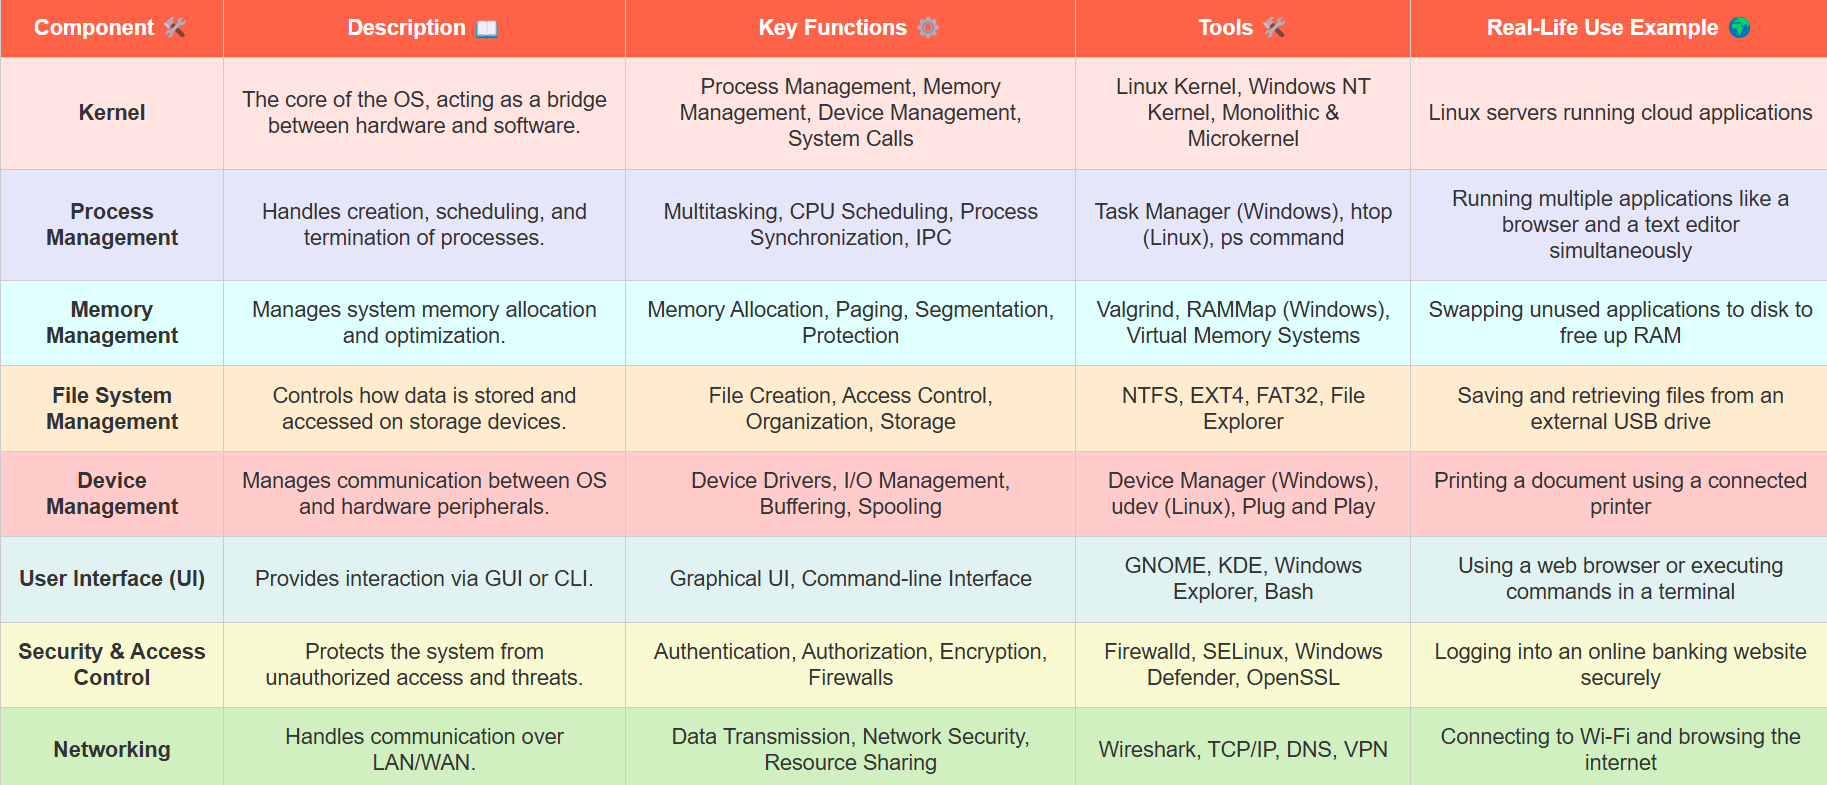 Component 🛠️
Description 📖
Key Functions ⚙️
Tools 🛠️
Real-Life Use Example 🌍
Kernel
The core of the OS, acting as a bridge
between hardware and software.
Process Management, Memory
Management, Device Management,
System Calls
Linux Kernel, Windows NT
Kernel, Monolithic &
Microkernel
Linux servers running cloud applications
Process
Management
Handles creation, scheduling, and
termination of processes.
Multitasking, CPU Scheduling, Process
Synchronization, IPC
Task Manager (Windows), htop
(Linux), ps command
Running multiple applications like a
browser and a text editor
simultaneously
Memory
Management
Manages system memory allocation
and optimization.
Memory Allocation, Paging, Segmentation,
Protection
Valgrind, RAMMap (Windows),
Virtual Memory Systems
Swapping unused applications to disk to
free up RAM
File System
Management
Controls how data is stored and
accessed on storage devices.
File Creation, Access Control,
Organization, Storage
NTFS, EXT4, FAT32, File
Explorer
Saving and retrieving files from an
external USB drive
Device
Management
Manages communication between OS
and hardware peripherals.
Device Drivers, I/O Management,
Buffering, Spooling
Device Manager (Windows),
udev (Linux), Plug and Play
Printing a document using a connected
printer
User Interface (UI)
Provides interaction via GUI or CLI.
Graphical UI, Command-line Interface
GNOME, KDE, Windows
Explorer, Bash
Using a web browser or executing
commands in a terminal
Security & Access
Control
Protects the system from
unauthorized access and threats.
Authentication, Authorization, Encryption,
Firewalls
Firewalld, SELinux, Windows
Defender, OpenSSL
Logging into an online banking website
securely
Networking
Handles communication over
LAN/WAN.
Data Transmission, Network Security,
Resource Sharing
Wireshark, TCP/IP, DNS, VPN
Connecting to Wi-Fi and browsing the
internet